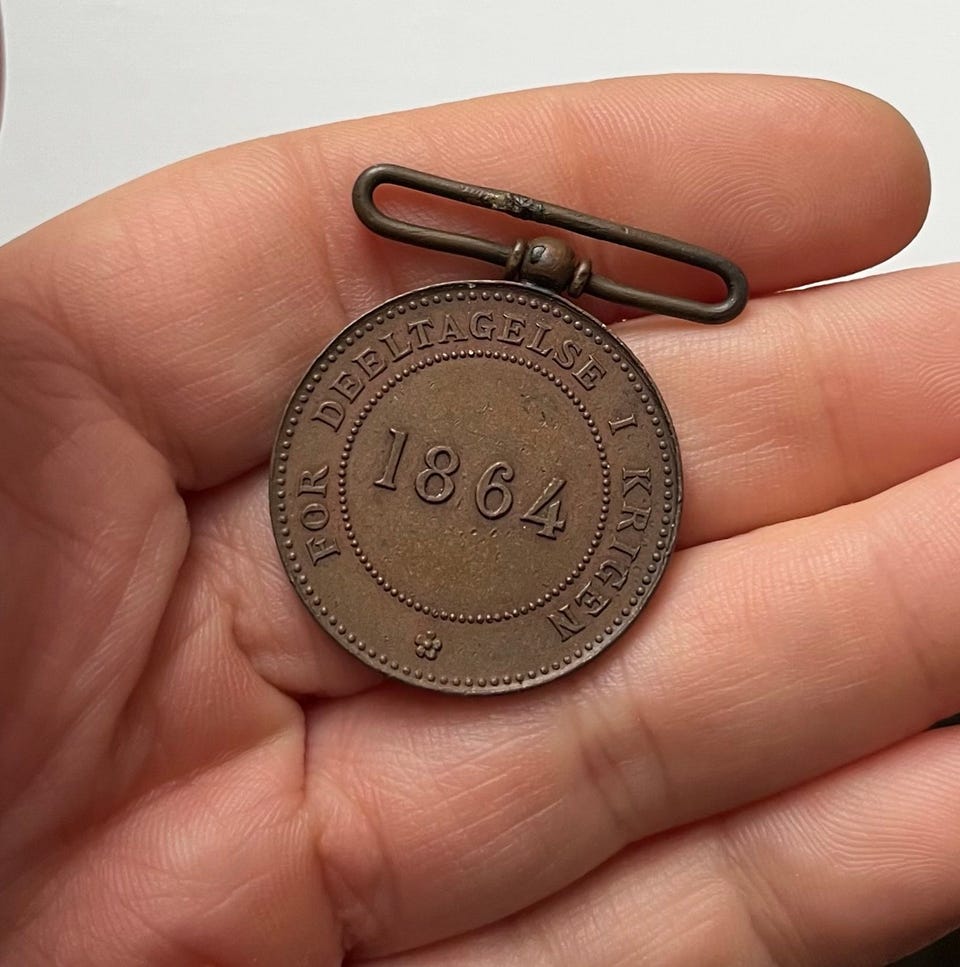 FOR DEELTAGELSE I KRIGEN
1864